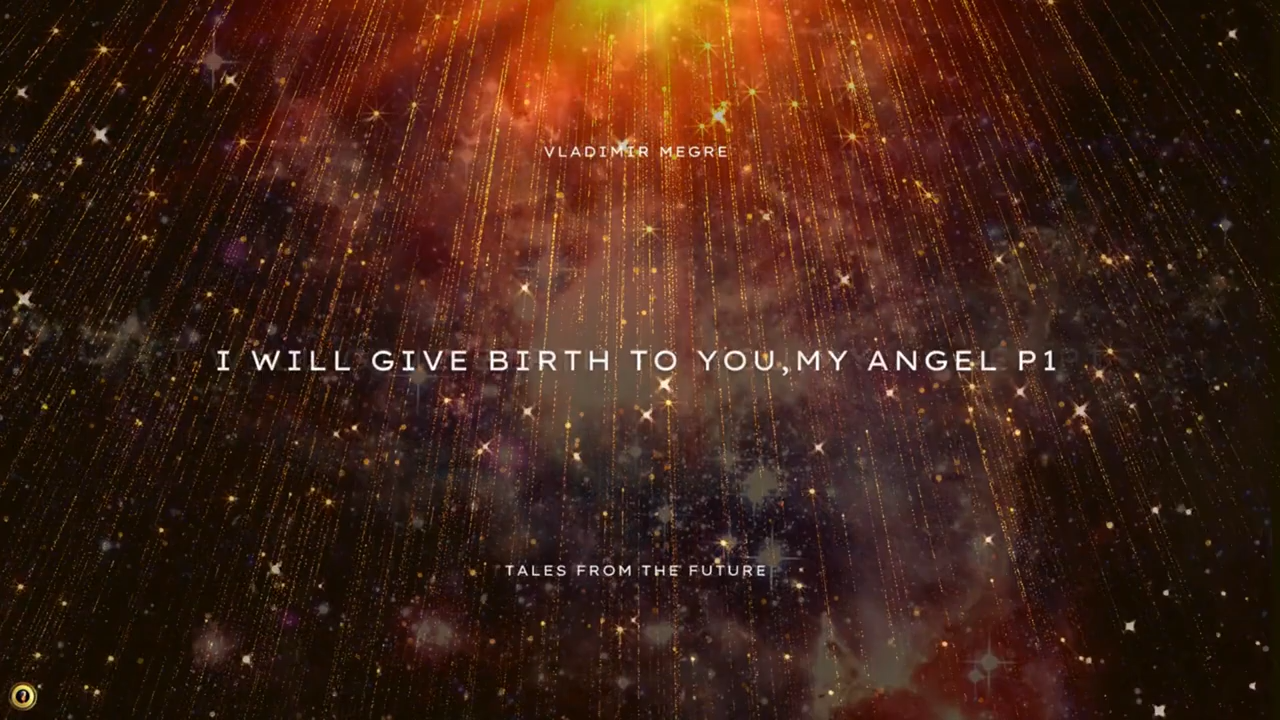 VLADIMIR MEGRE
I WILL GIVE BIRTH TO YOU,MY ANGEL P1
TALES FROM THE FUTURE